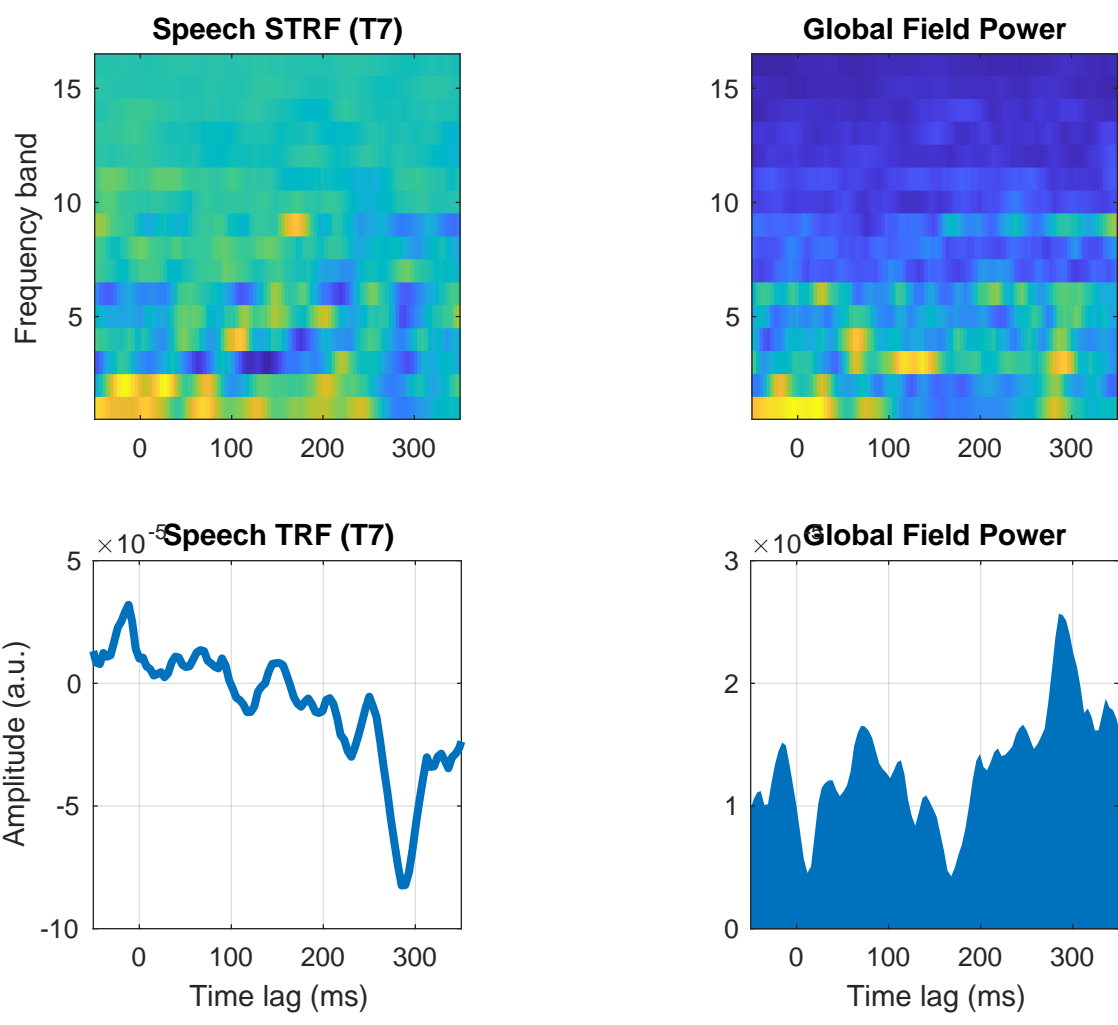 Speech STRF (T7)
Frequency band
15
10
5
0 100 200 300
Global Field Power
15
10
5
0 100 200 300
Speech TRF (T7)
×10-5
Amplitude (a.u.)
5
0
-5
-10
0 100 200 300
Time lag (ms)
Global Field Power
×10
3
2
1
0
0 100 200 300
Time lag (ms)